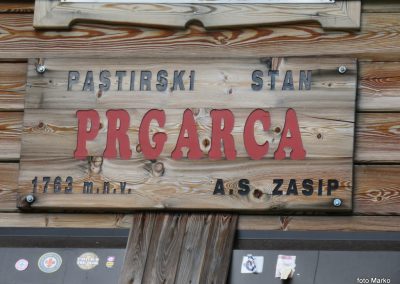 PASTIRSKI STAN
PRGARCA
1763 m.n.v. A.S. ZASIP
foto Marko